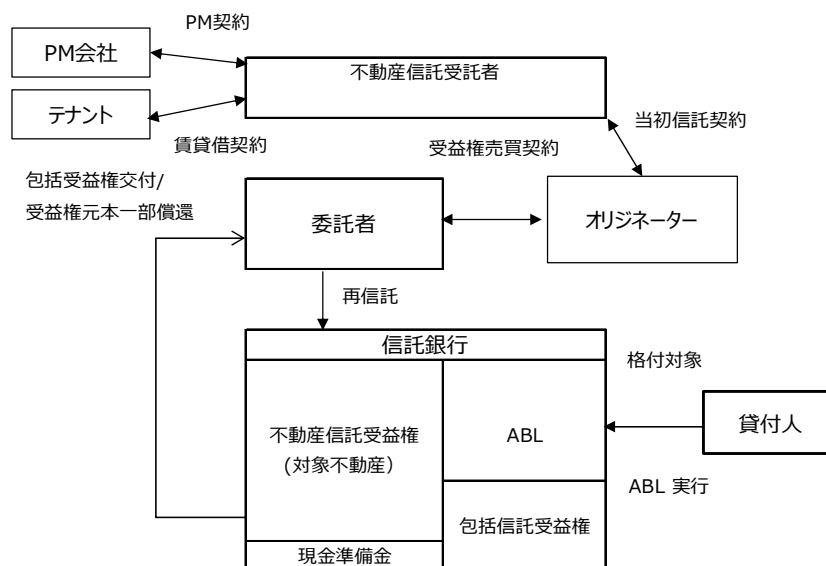 PM契約
PM会社
不動産信託受託者
テナント
賃貸借契約
受益権売買契約
当初信託契約
包括受益権交付/
受益権元本一部償還
委託者
オリジネーター
再信託
信託銀行
格付対象
不動産信託受益権
(対象不動産)
ABL
貸付人
ABL 実行
包括信託受益権
現金準備金